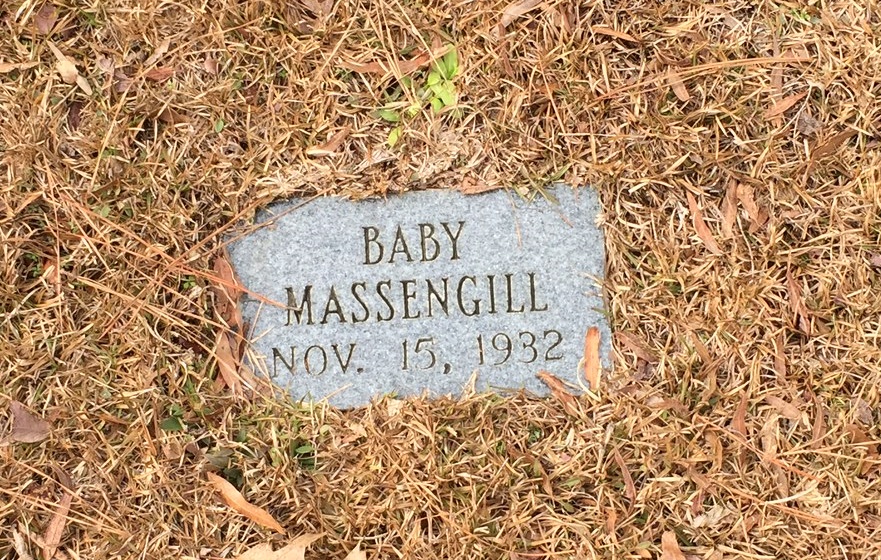 BABY
MASSENGILL
NOV. 15, 1932